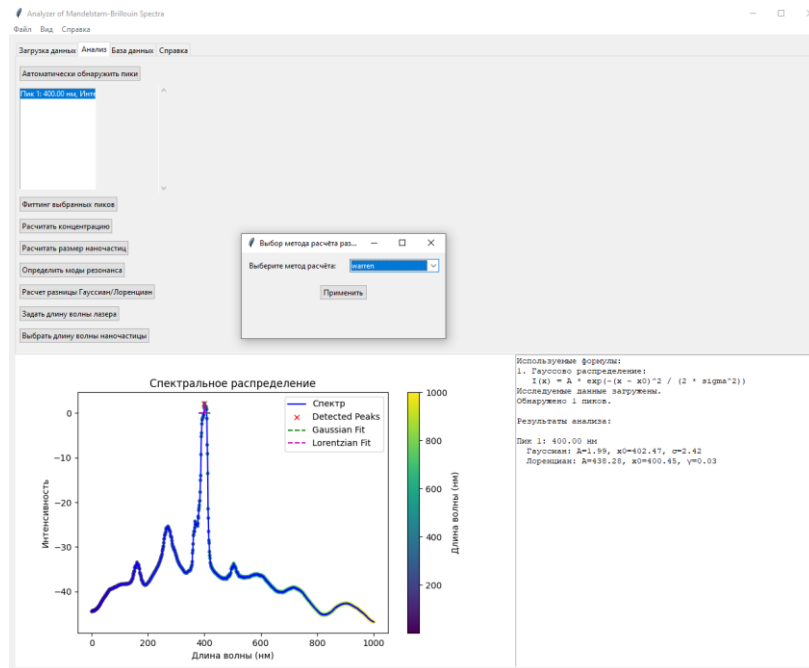 Analyzer of Mandelstam-Brillouin Spectra
Файл Вид Справка
Загрузка данных Анализ База данных Справка
Автоматически обнаружить пики
Пик 1: 400.00 нм, Инте
Фиттинг выбранных пиков
Расчитать концентрацию
Расчитать размер наночастиц
Определить моды резонанса
Расчет разницы Гауссиан/Лоренциан
Задать длину волны лазера
Выбрать длину волны наночастицы
Выбор метода расчёта раз...
Выберите метод расчёта: warren
Применить
Спектральное распределение
Спектр
Detected Peaks
Gaussian Fit
Lorentzian Fit
Интенсивность
0
−10
−20
−30
−40
0 200 400 600 800 1000
Длина волны (нм)
1000
800
600
400
200
Длина волны (нм)
Используемые формулы:
1. Гауссово распределение:
I(x) = A * exp(-(x - x0)^2 / (2 * sigma^2))
Исследуемые данные загружены.
Обнаружено 1 пиков.
Результаты анализа:
Пик 1: 400.00 нм
Гауссиан: A=1.99, x0=402.47, σ=2.42
Лоренциан: A=438.28, x0=400.45, γ=0.03